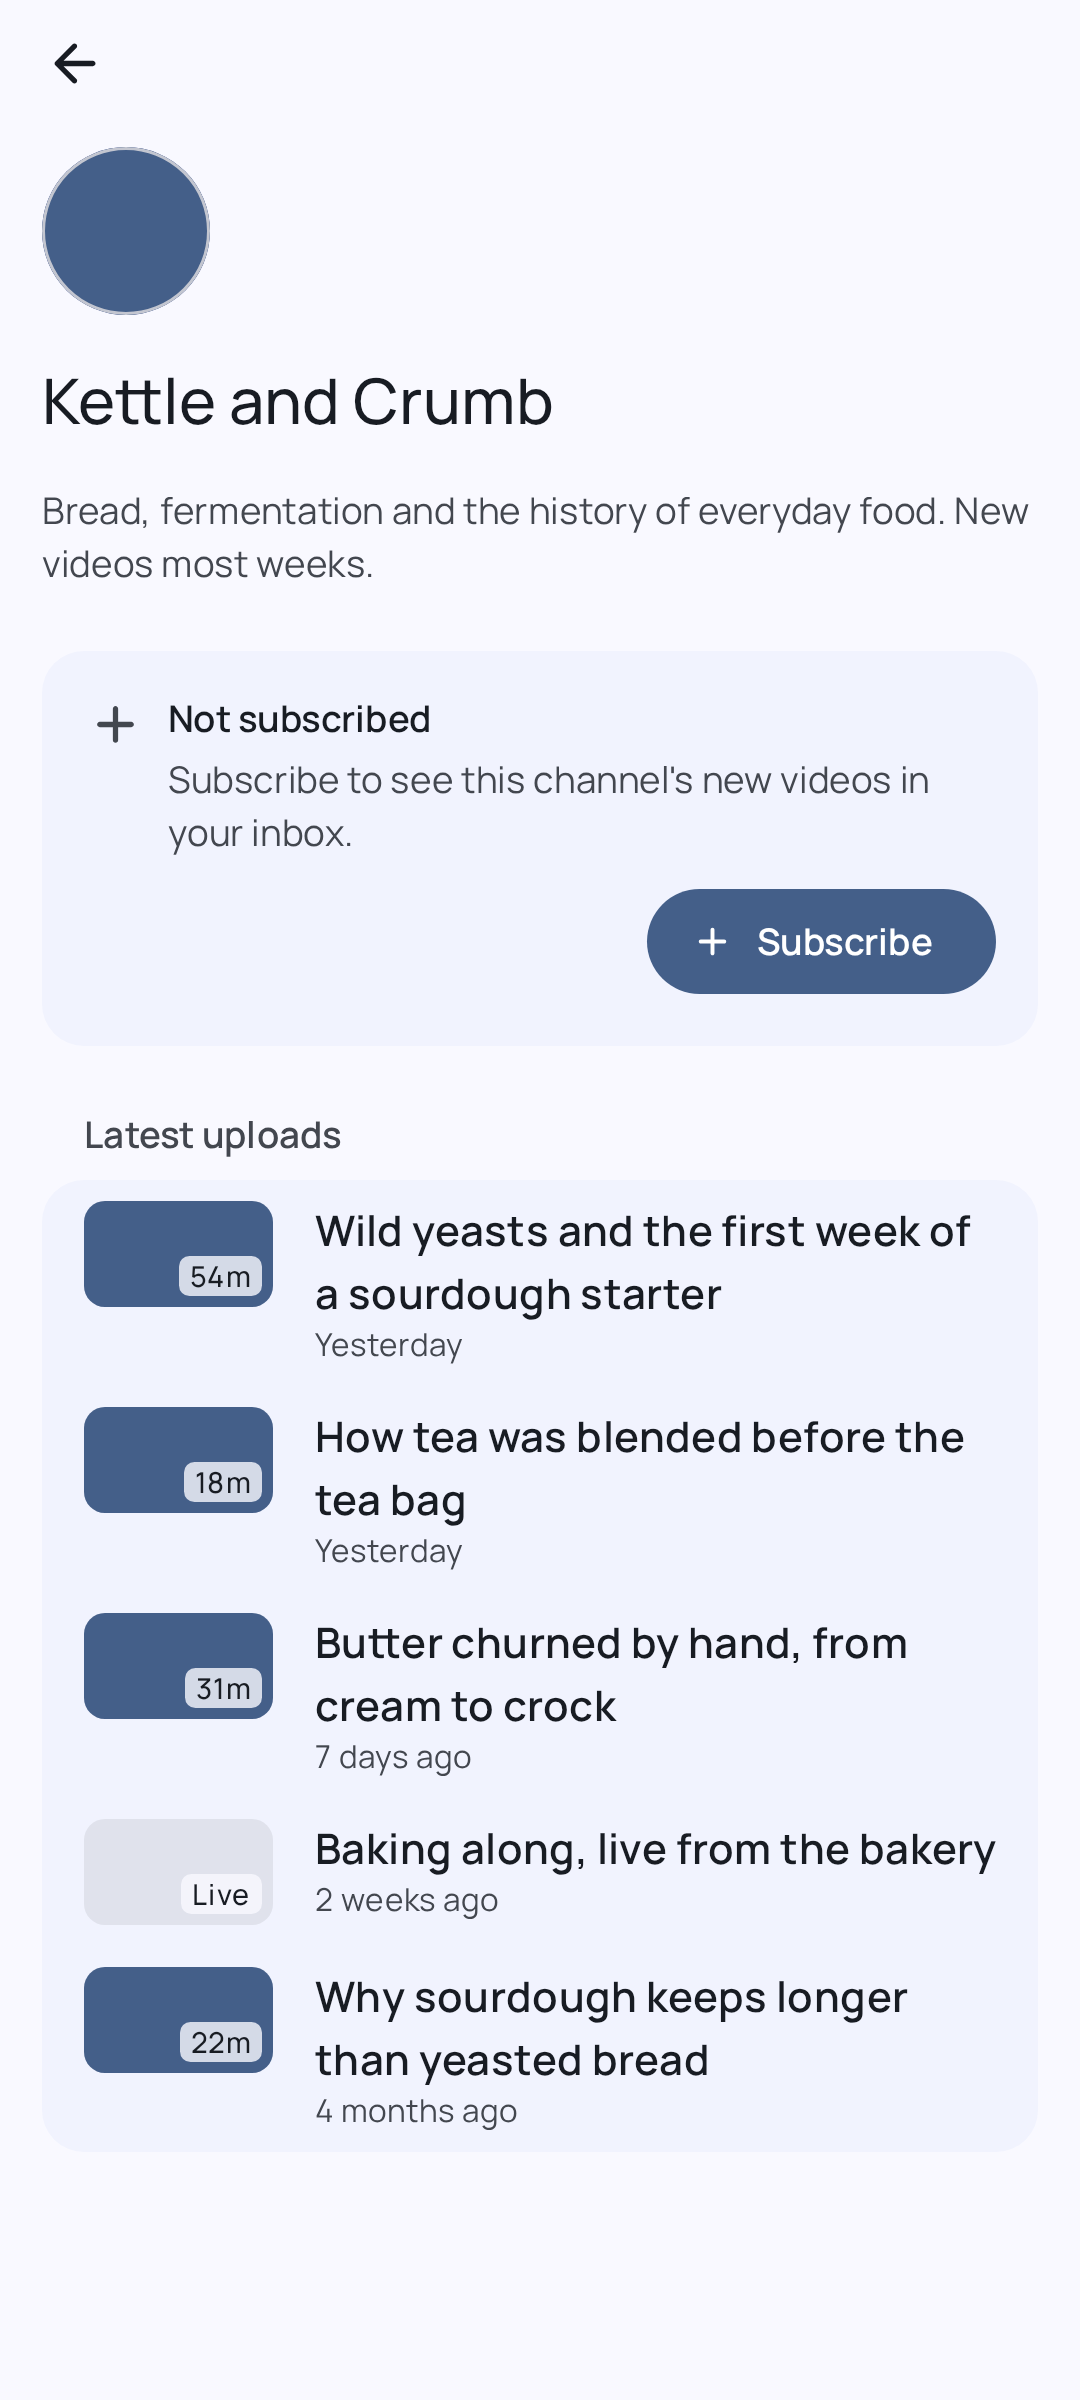 Kettle and Crumb
Bread, fermentation and the history of everyday food. New
videos most weeks.
Not subscribed
Subscribe to see this channel's new videos in
your inbox.
Subscribe
Latest uploads
54m
Wild yeasts and the first week of
a sourdough starter
Yesterday
18m
How tea was blended before the
tea bag
Yesterday
31m
Butter churned by hand, from
cream to crock
7 days ago
Live
Baking along, live from the bakery
2 weeks ago
22m
Why sourdough keeps longer
than yeasted bread
4 months ago